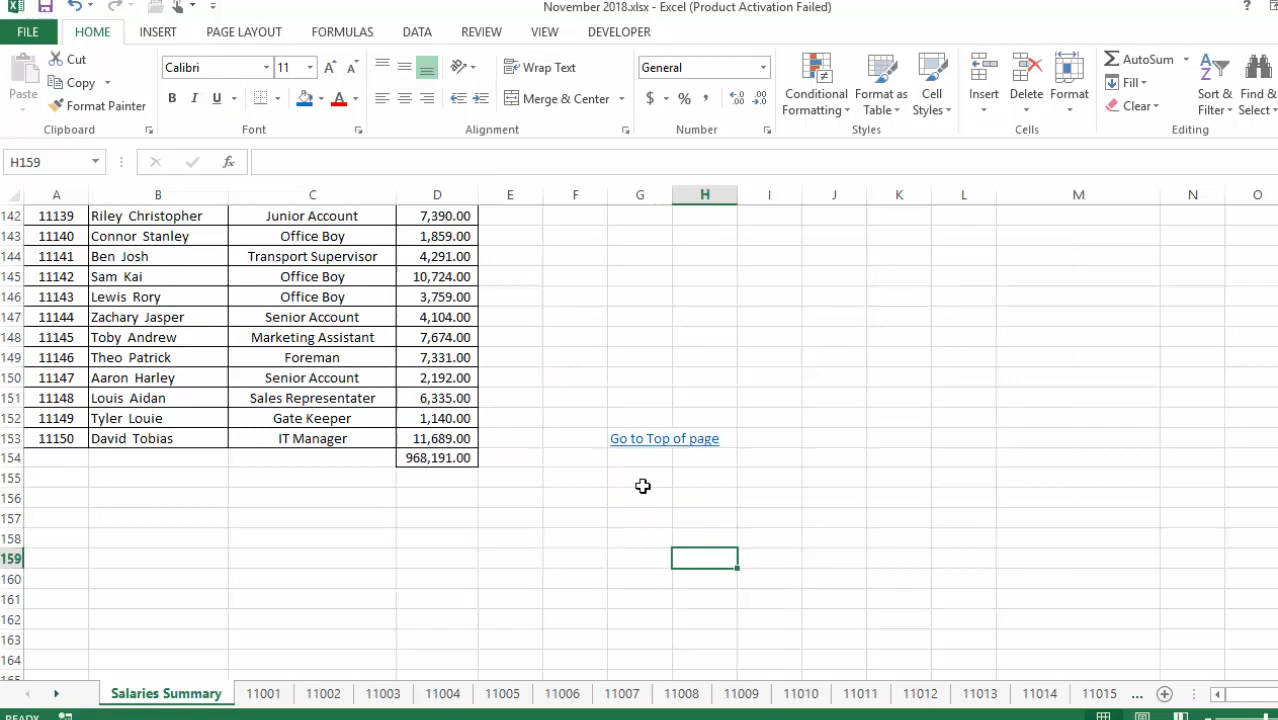 November 2018.xlsx - Excel (Product Activation Failed)
FILE HOME INSERT PAGE LAYOUT FORMULAS DATA REVIEW VIEW DEVELOPER
Paste Cut Copy Format Painter Clipboard
Calibri 11 B I U Font
Wrap Text Merge & Center Alignment
General $ % , Number
Conditional Formatting Format as Table Cell Styles Styles
Insert Delete Format Cells
AutoSum Fill Clear Sort & Filter Find & Select Editing
H159 fx
A B C D E F G H I J K L M N O
142 11139 Riley Christopher Junior Account 7,390.00
143 11140 Connor Stanley Office Boy 1,859.00
144 11141 Ben Josh Transport Supervisor 4,291.00
145 11142 Sam Kai Office Boy 10,724.00
146 11143 Lewis Rory Office Boy 3,759.00
147 11144 Zachary Jasper Senior Account 4,104.00
148 11145 Toby Andrew Marketing Assistant 7,674.00
149 11146 Theo Patrick Foreman 7,331.00
150 11147 Aaron Harley Senior Account 2,192.00
151 11148 Louis Aidan Sales Representater 6,335.00
152 11149 Tyler Louie Gate Keeper 1,140.00
153 11150 David Tobias IT Manager 11,689.00 Go to Top of page
154 968,191.00
155
156
157
158
159
160
161
162
163
164
Salaries Summary 11001 11002 11003 11004 11005 11006 11007 11008 11009 11010 11011 11012 11013 11014 11015 ...
READY